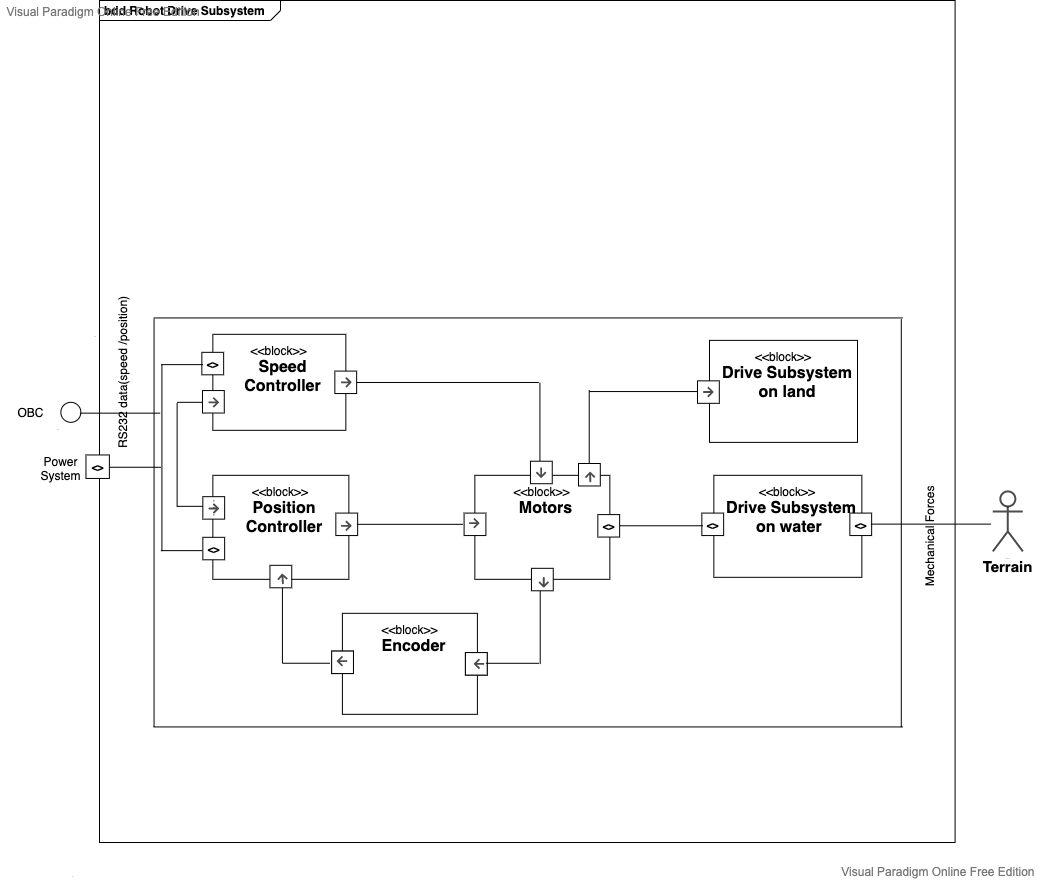 Visual Paradigm Online Free Edition
bdd Robot Drive Subsystem
RS232 data(speed /position)
<<block>>
Speed
Controller
<<block>>
Drive Subsystem
on land
OBC
Power
System
<<block>>
Position
Controller
<<block>>
Motors
<<block>>
Drive Subsystem
on water
Mechanical Forces
Terrain
<<block>>
Encoder
Visual Paradigm Online Free Edition